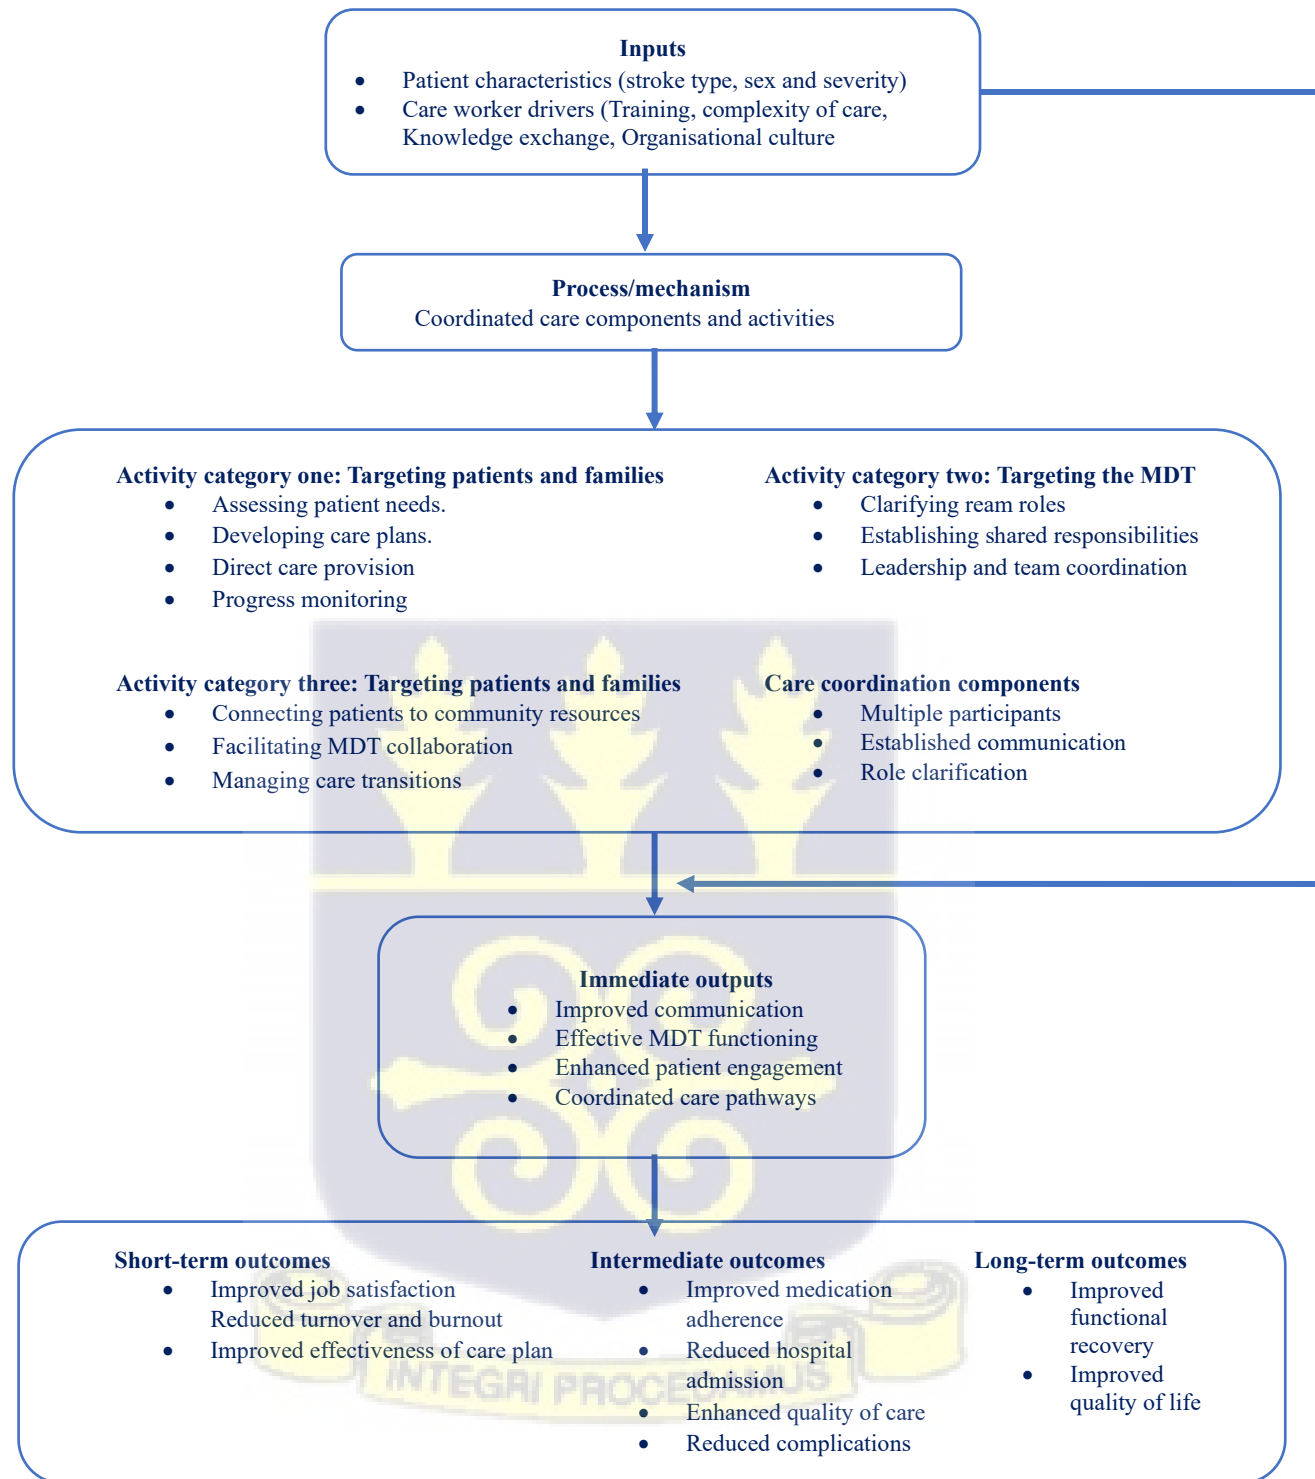 Inputs
• Patient characteristics (stroke type, sex and severity)
• Care worker drivers (Training, complexity of care,
Knowledge exchange, Organisational culture
Process/mechanism
Coordinated care components and activities
Activity category one: Targeting patients and families
• Assessing patient needs.
• Developing care plans.
• Direct care provision
• Progress monitoring
Activity category two: Targeting the MDT
• Clarifying ream roles
• Establishing shared responsibilities
• Leadership and team coordination
Activity category three: Targeting patients and families
• Connecting patients to community resources
• Facilitating MDT collaboration
• Managing care transitions
Care coordination components
• Multiple participants
• Established communication
• Role clarification
Immediate outputs
• Improved communication
• Effective MDT functioning
• Enhanced patient engagement
• Coordinated care pathways
Short-term outcomes
• Improved job satisfaction
Reduced turnover and burnout
• Improved effectiveness of care plan
Intermediate outcomes
• Improved medication
adherence
• Reduced hospital
admission
• Enhanced quality of care
• Reduced complications
Long-term outcomes
• Improved
functional
recovery
• Improved
quality of life
INTEGRI PROCEDAMUS